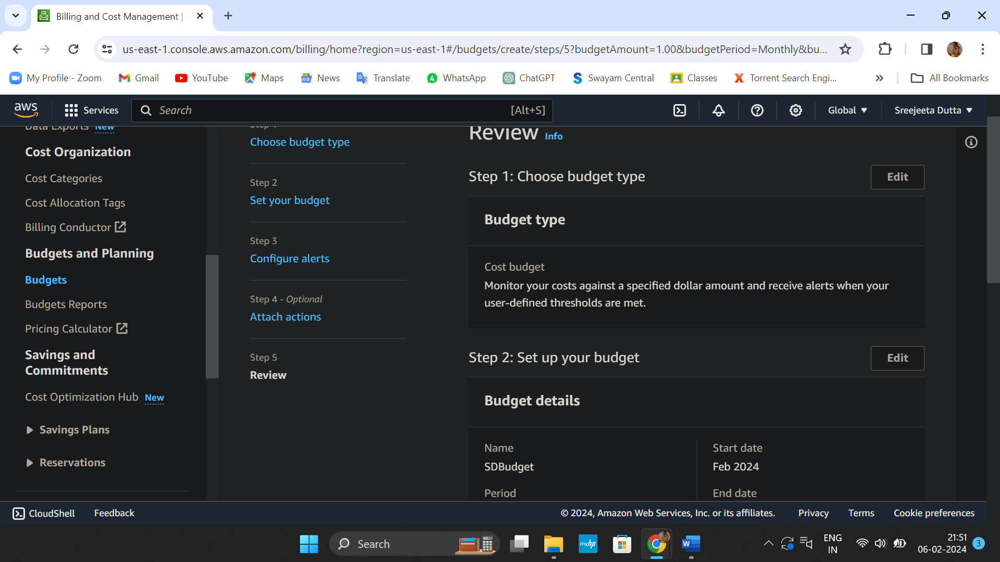 Billing and Cost Management |
us-east-1.console.aws.amazon.com/billing/home?region=us-east-1#/budgets/create/steps/5?budgetAmount=1.00&budgetPeriod=Monthly&bu...
My Profile - Zoom
Gmail
YouTube
Maps
News
Translate
WhatsApp
ChatGPT
Swayam Central
Classes
Torrent Search Engi...
All Bookmarks
aws
Services
Search
[Alt+S]
Global
Sreejeeta Dutta
Data Exports New
Cost Organization
Cost Categories
Cost Allocation Tags
Billing Conductor
Budgets and Planning
Budgets
Budgets Reports
Pricing Calculator
Savings and
Commitments
Cost Optimization Hub New
Savings Plans
Reservations
Choose budget type
Step 2
Set your budget
Step 3
Configure alerts
Step 4 - Optional
Attach actions
Step 5
Review
Review Info
Step 1: Choose budget type
Edit
Budget type
Cost budget
Monitor your costs against a specified dollar amount and receive alerts when your
user-defined thresholds are met.
Step 2: Set up your budget
Edit
Budget details
Name
SDBudget
Period
Start date
Feb 2024
End date
CloudShell
Feedback
© 2024, Amazon Web Services, Inc. or its affiliates.
Privacy
Terms
Cookie preferences
Search
myhp
W
ENG
IN
21:51
06-02-2024
3